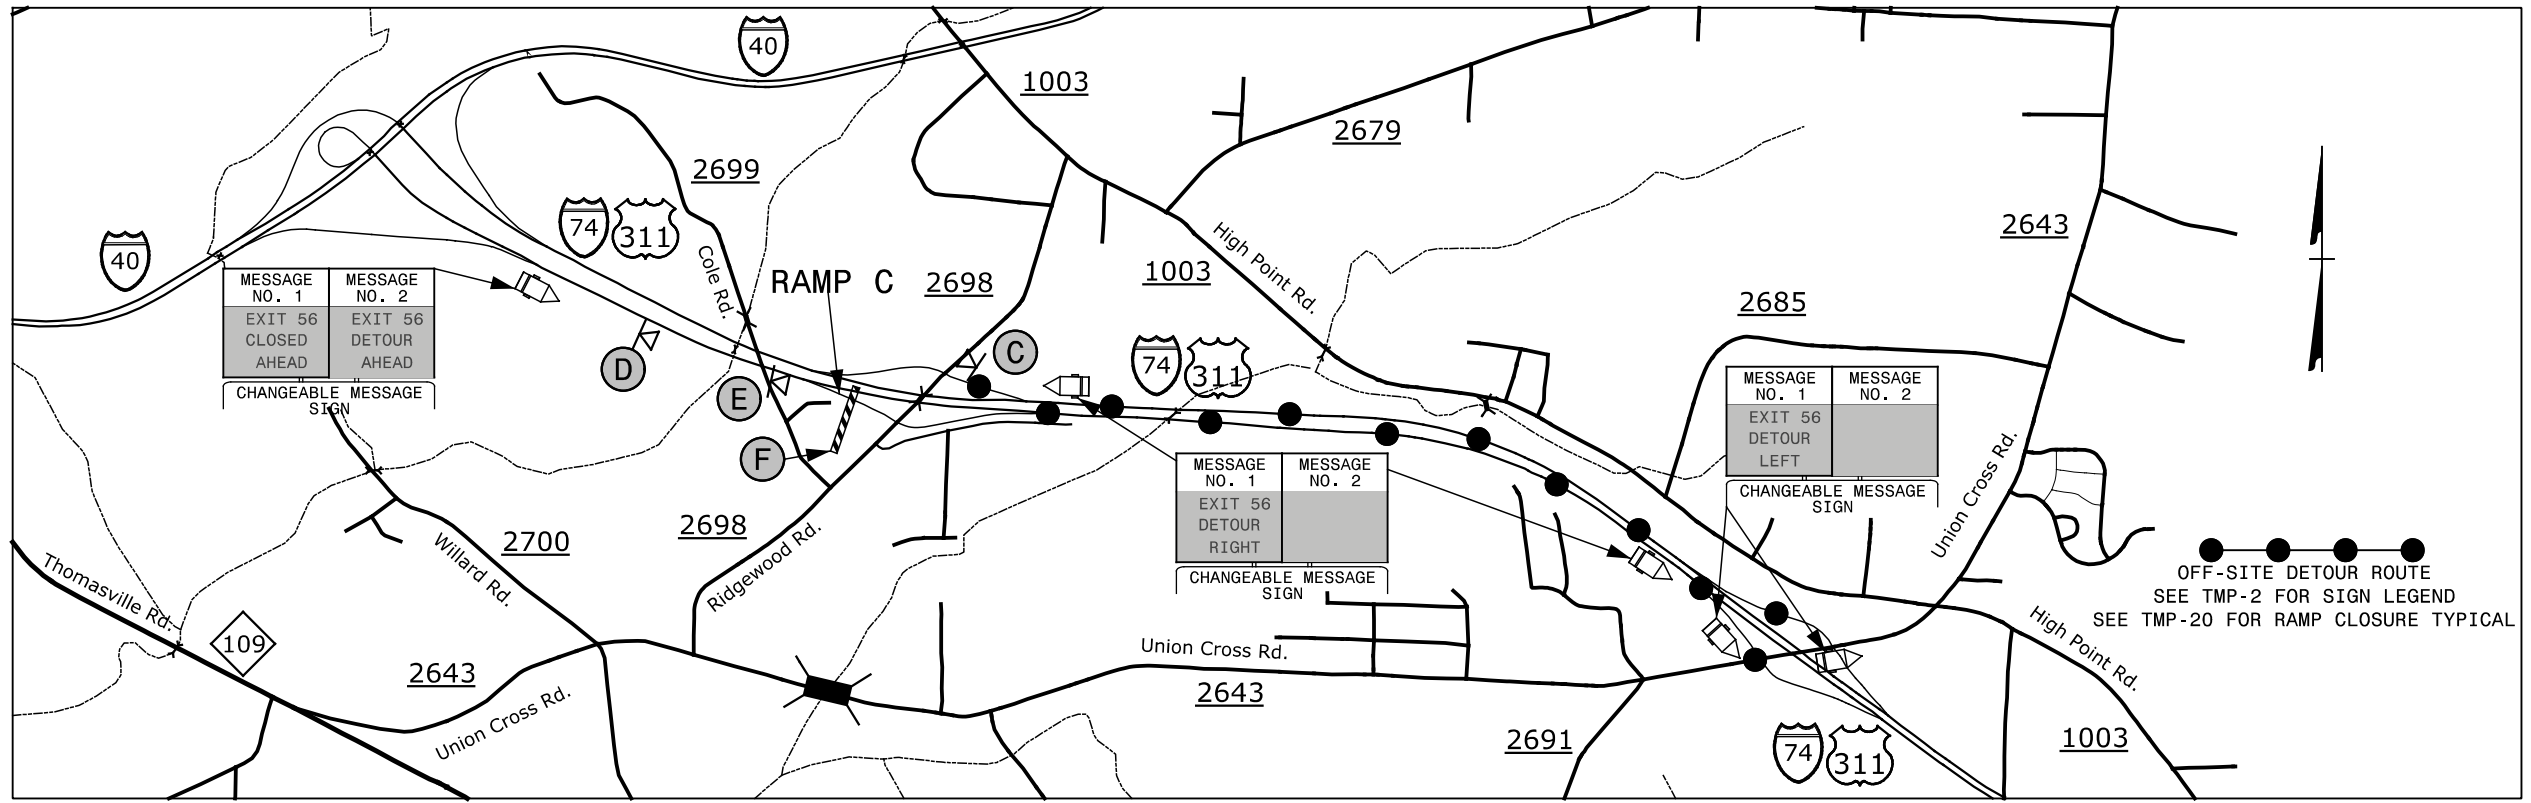 40
1003
2679
2699
74
311
2643
40
High Point Rd.
Cole Rd.
RAMP C
2698
1003
2685
MESSAGE
NO. 1
MESSAGE
NO. 2
EXIT 56
CLOSED
AHEAD
EXIT 56
DETOUR
AHEAD
CHANGEABLE MESSAGE
SIGN
D
E
C
F
74
311
MESSAGE
NO. 1
MESSAGE
NO. 2
EXIT 56
DETOUR
LEFT
CHANGEABLE MESSAGE
SIGN
MESSAGE
NO. 1
MESSAGE
NO. 2
EXIT 56
DETOUR
RIGHT
CHANGEABLE MESSAGE
SIGN
Union Cross Rd.
2700
2698
Willard Rd.
Ridgewood Rd.
Thomasville Rd.
109
OFF-SITE DETOUR ROUTE
SEE TMP-2 FOR SIGN LEGEND
SEE TMP-20 FOR RAMP CLOSURE TYPICAL
High Point Rd.
2643
Union Cross Rd.
Union Cross Rd.
2643
2691
74
311
1003